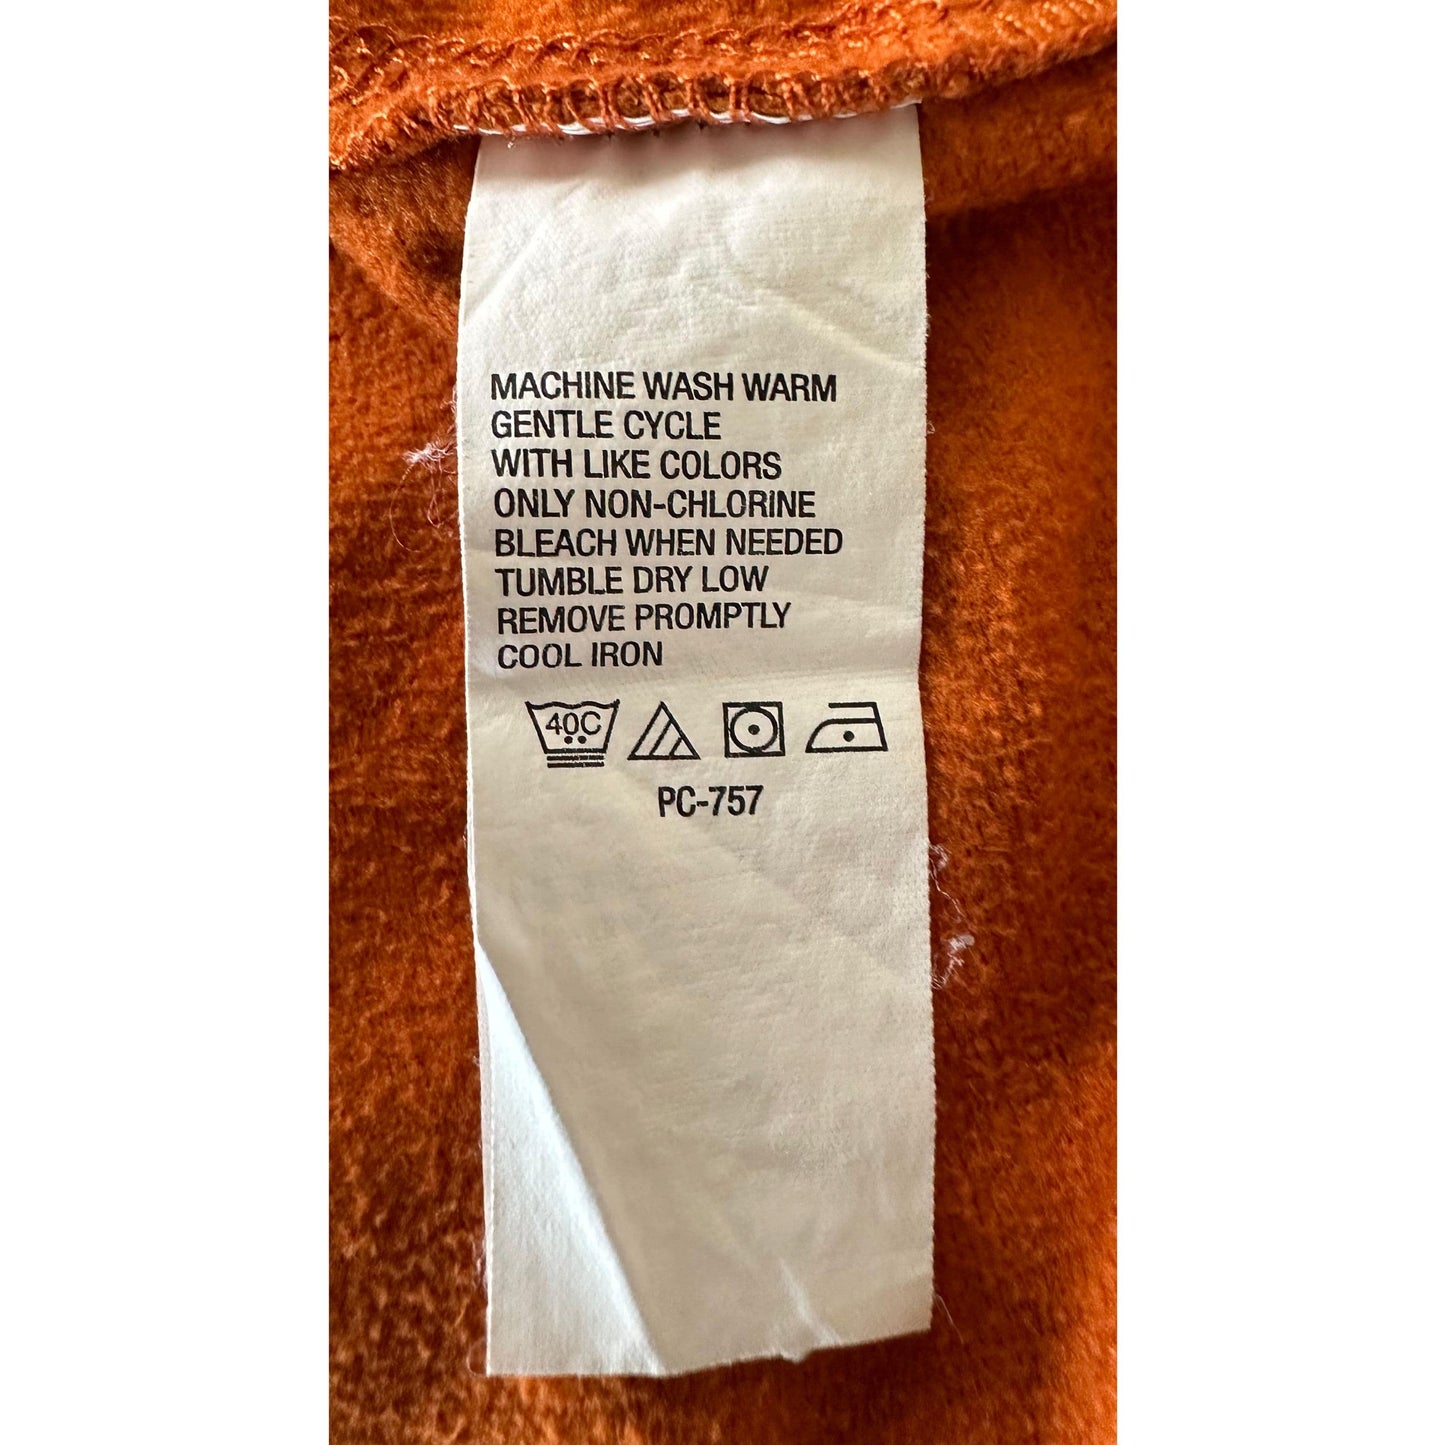 MACHINE WASH WARM
GENTLE CYCLE
WITH LIKE COLORS
ONLY NON-CHLORINE
BLEACH WHEN NEEDED
TUMBLE DRY LOW
REMOVE PROMPTLY
COOL IRON
40C
PC-757